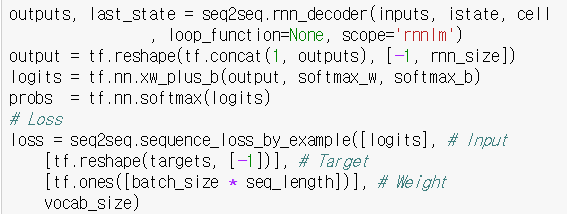 outputs, last_state = seq2seq.rnn_decoder(inputs, istate, cell
, loop_function=None, scope='rnnlm')
output = tf.reshape(tf.concat(1, outputs), [-1, rnn_size])
logits = tf.nn.xw_plus_b(output, softmax_w, softmax_b)
probs  = tf.nn.softmax(logits)
# Loss
loss = seq2seq.sequence_loss_by_example([logits], # Input
[tf.reshape(targets, [-1])], # Target
[tf.ones([batch_size * seq_length])], # Weight
vocab_size)